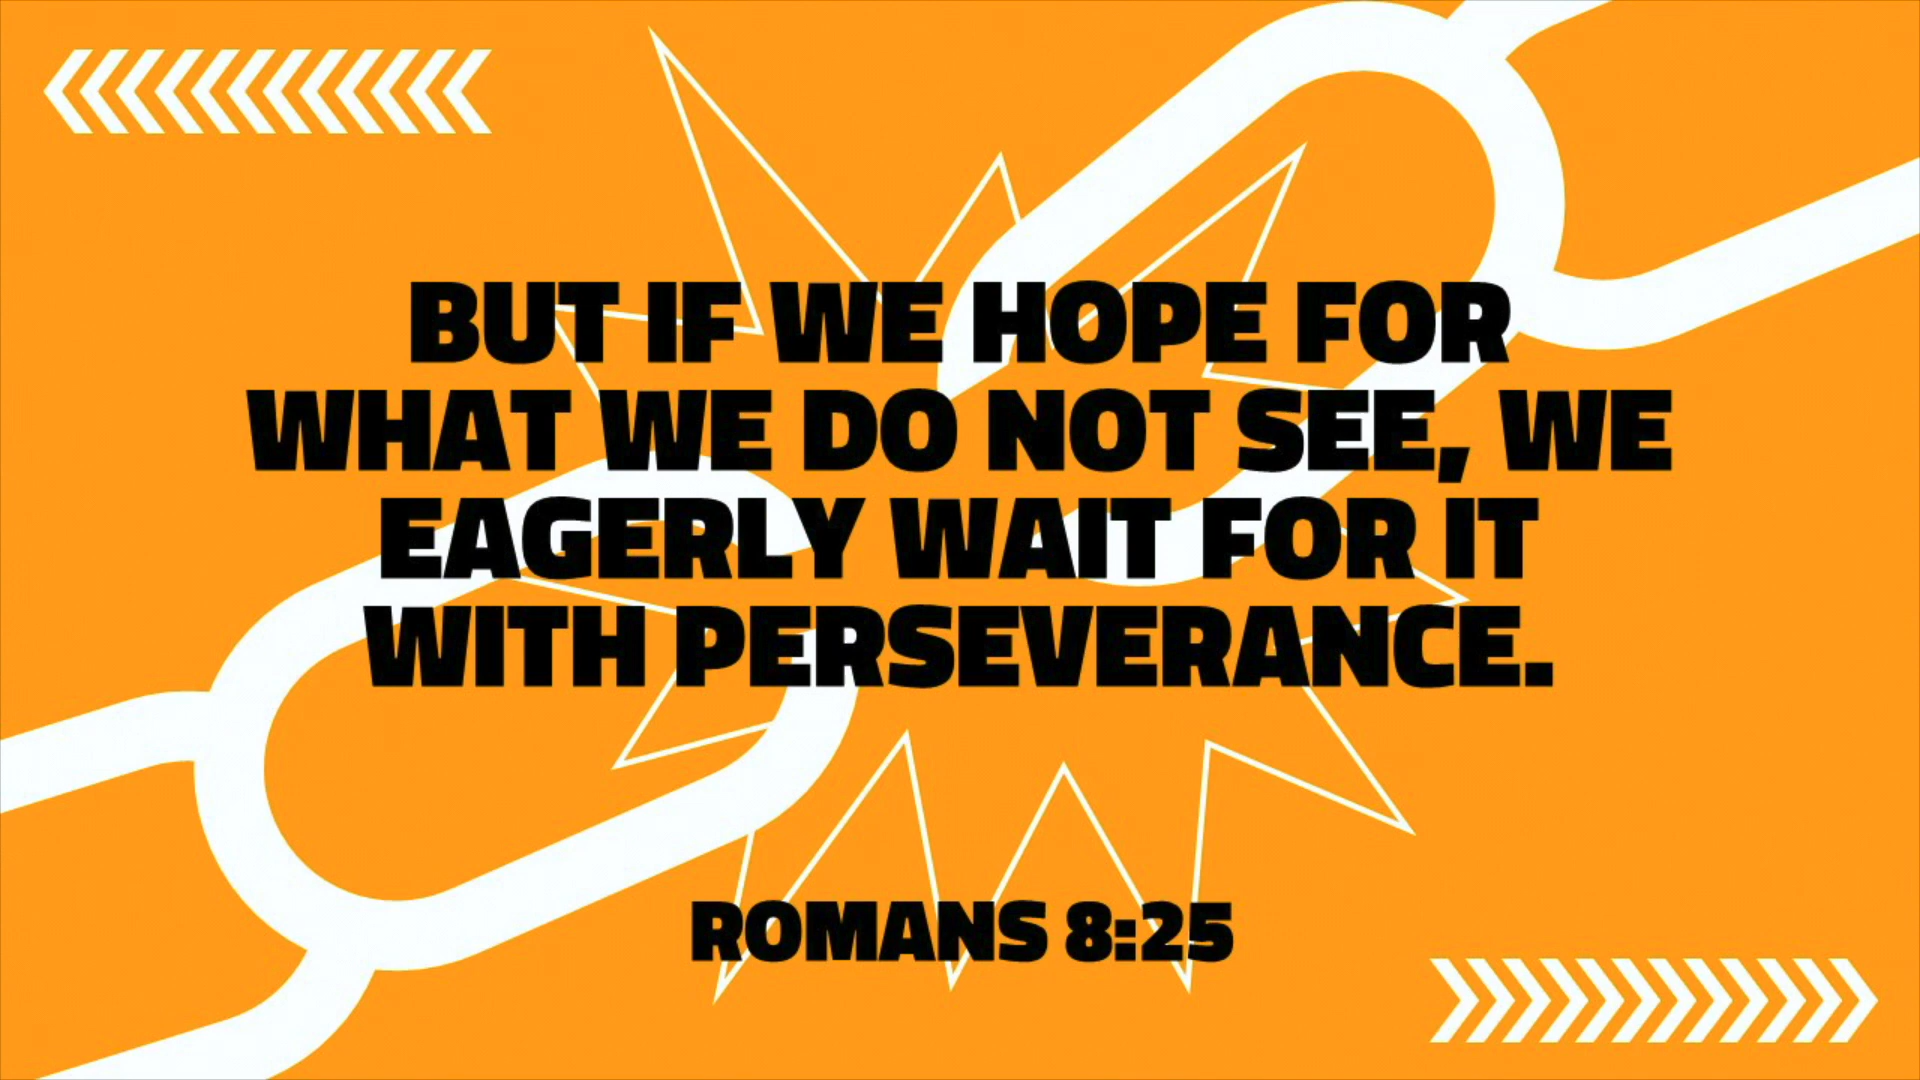 BUT IF WE HOPE FOR
WHAT WE DO NOT SEE, WE
EAGERLY WAIT FOR IT
WITH PERSEVERANCE.
ROMANS 8:25